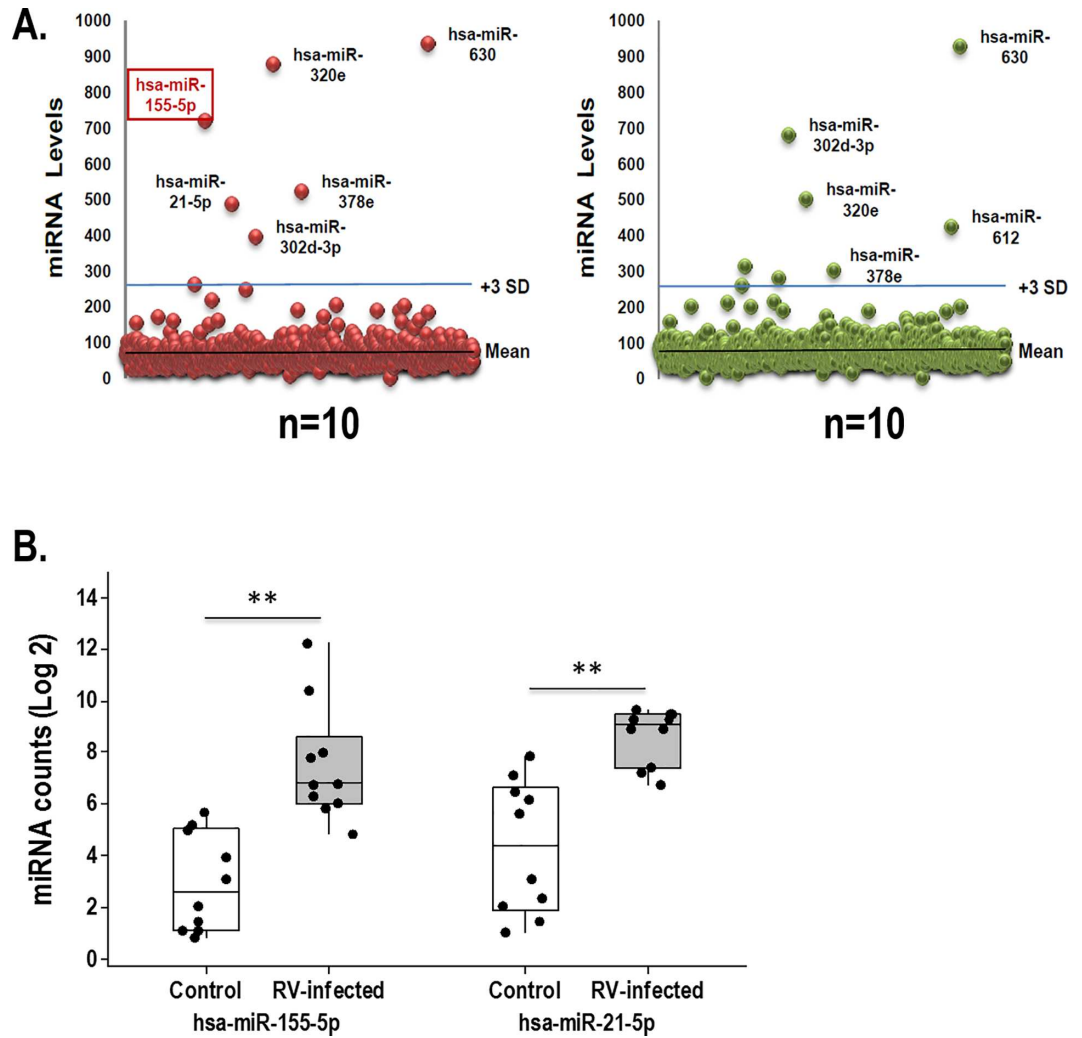 A.
miRNA Levels
1000
900
800
700
600
500
400
300
200
100
0
hsa-miR-
630
hsa-miR-
320e
hsa-miR-
155-5p
hsa-miR-
21-5p
hsa-miR-
378e
hsa-miR-
302d-3p
+3 SD
Mean
n=10
miRNA Levels
1000
900
800
700
600
500
400
300
200
100
0
hsa-miR-
630
hsa-miR-
302d-3p
hsa-miR-
320e
hsa-miR-
612
hsa-miR-
378e
+3 SD
Mean
n=10
B.
miRNA counts (Log 2)
14
12
10
8
6
4
2
0
**
**
Control RV-infected Control RV-infected
hsa-miR-155-5p hsa-miR-21-5p